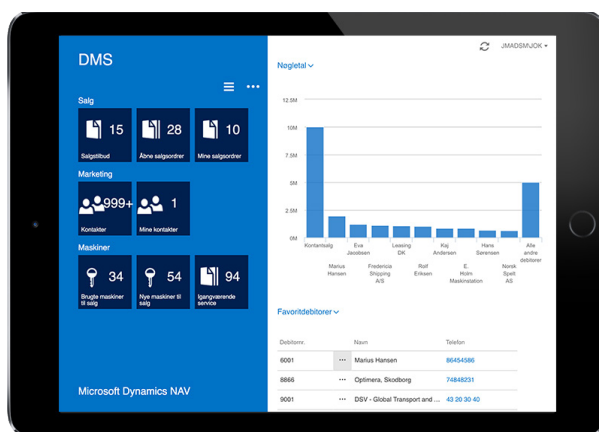 DMS
Salg
15
28
10
Salgstilbud
Åbne salgsordrer
Mine salgsordrer
Marketing
999+
1
Kontakter
Mine kontakter
Maskiner
34
54
94
Brugte maskiner
til salg
Nye maskiner til
salg
Igangværende
service
Microsoft Dynamics NAV
JMADSM\JOK
Nøgletal
12.5M
10M
7.5M
5M
2.5M
0M
Kontantsalg
Marius
Hansen
Eva
Jacobsen
Fredericia
Shipping
A/S
Leasing
DK
Rolf
Eriksen
Kaj
Andersen
E.
Holm
Maskinstation
Hans
Sørensen
Norsk
Spelt
AS
Alle
andre
debitorer
Favoritdebitorer
Debitornr.
Navn
Telefon
6001
Marius Hansen
86454586
8866
Optimera, Skodborg
74848231
9001
DSV - Global Transport and ...
43 20 30 40